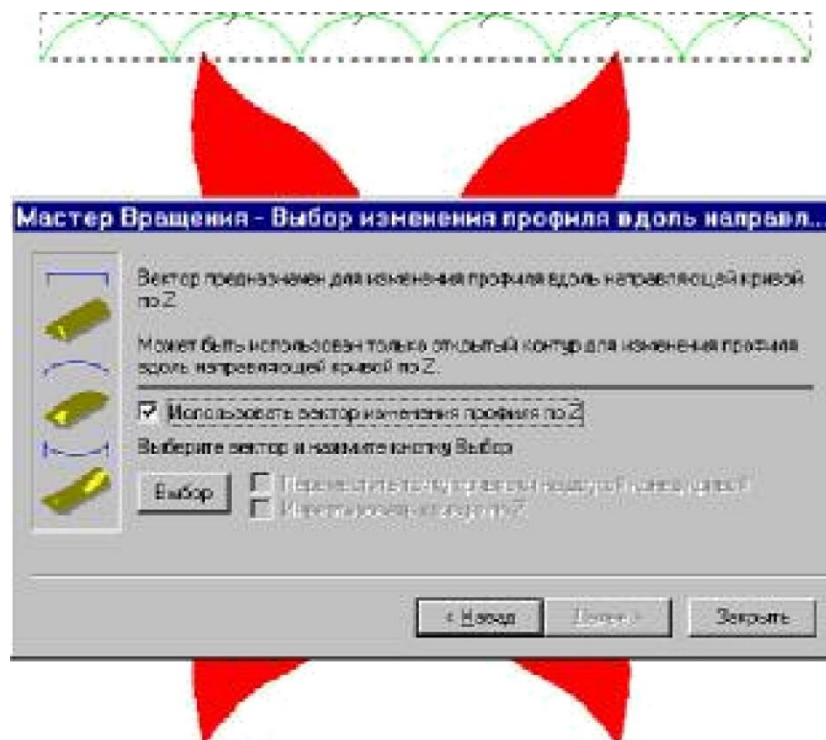 Мастер Вращения - Выбор изменения профиля вдоль направл...
Вектор предназначен для изменения профиля вдоль направляющей кривой
по Z.
Может быть использован только открытый контур для изменения профиля
вдоль направляющей кривой по Z.
Использовать вектор изменения профиля по Z
Выберите вектор и нажмите кнопку Выбор
Выбор
< Назад
Далее >
Закрыть